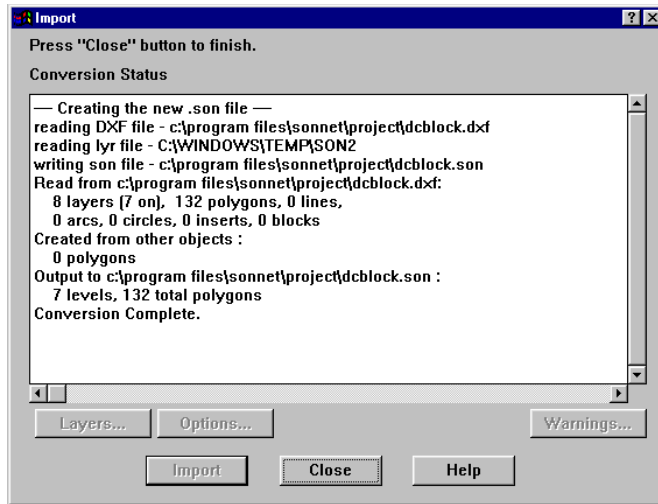 Import
Press "Close" button to finish.
Conversion Status
— Creating the new .son file —
reading DXF file - c:\program files\sonnet\project\dcblock.dxf
reading lyr file - C:\WINDOWS\TEMP\SON2
writing son file - c:\program files\sonnet\project\dcblock.son
Read from c:\program files\sonnet\project\dcblock.dxf:
8 layers (7 on), 132 polygons, 0 lines,
0 arcs, 0 circles, 0 inserts, 0 blocks
Created from other objects :
0 polygons
Output to c:\program files\sonnet\project\dcblock.son :
7 levels, 132 total polygons
Conversion Complete.
Layers... Options... Warnings...
Import Close Help